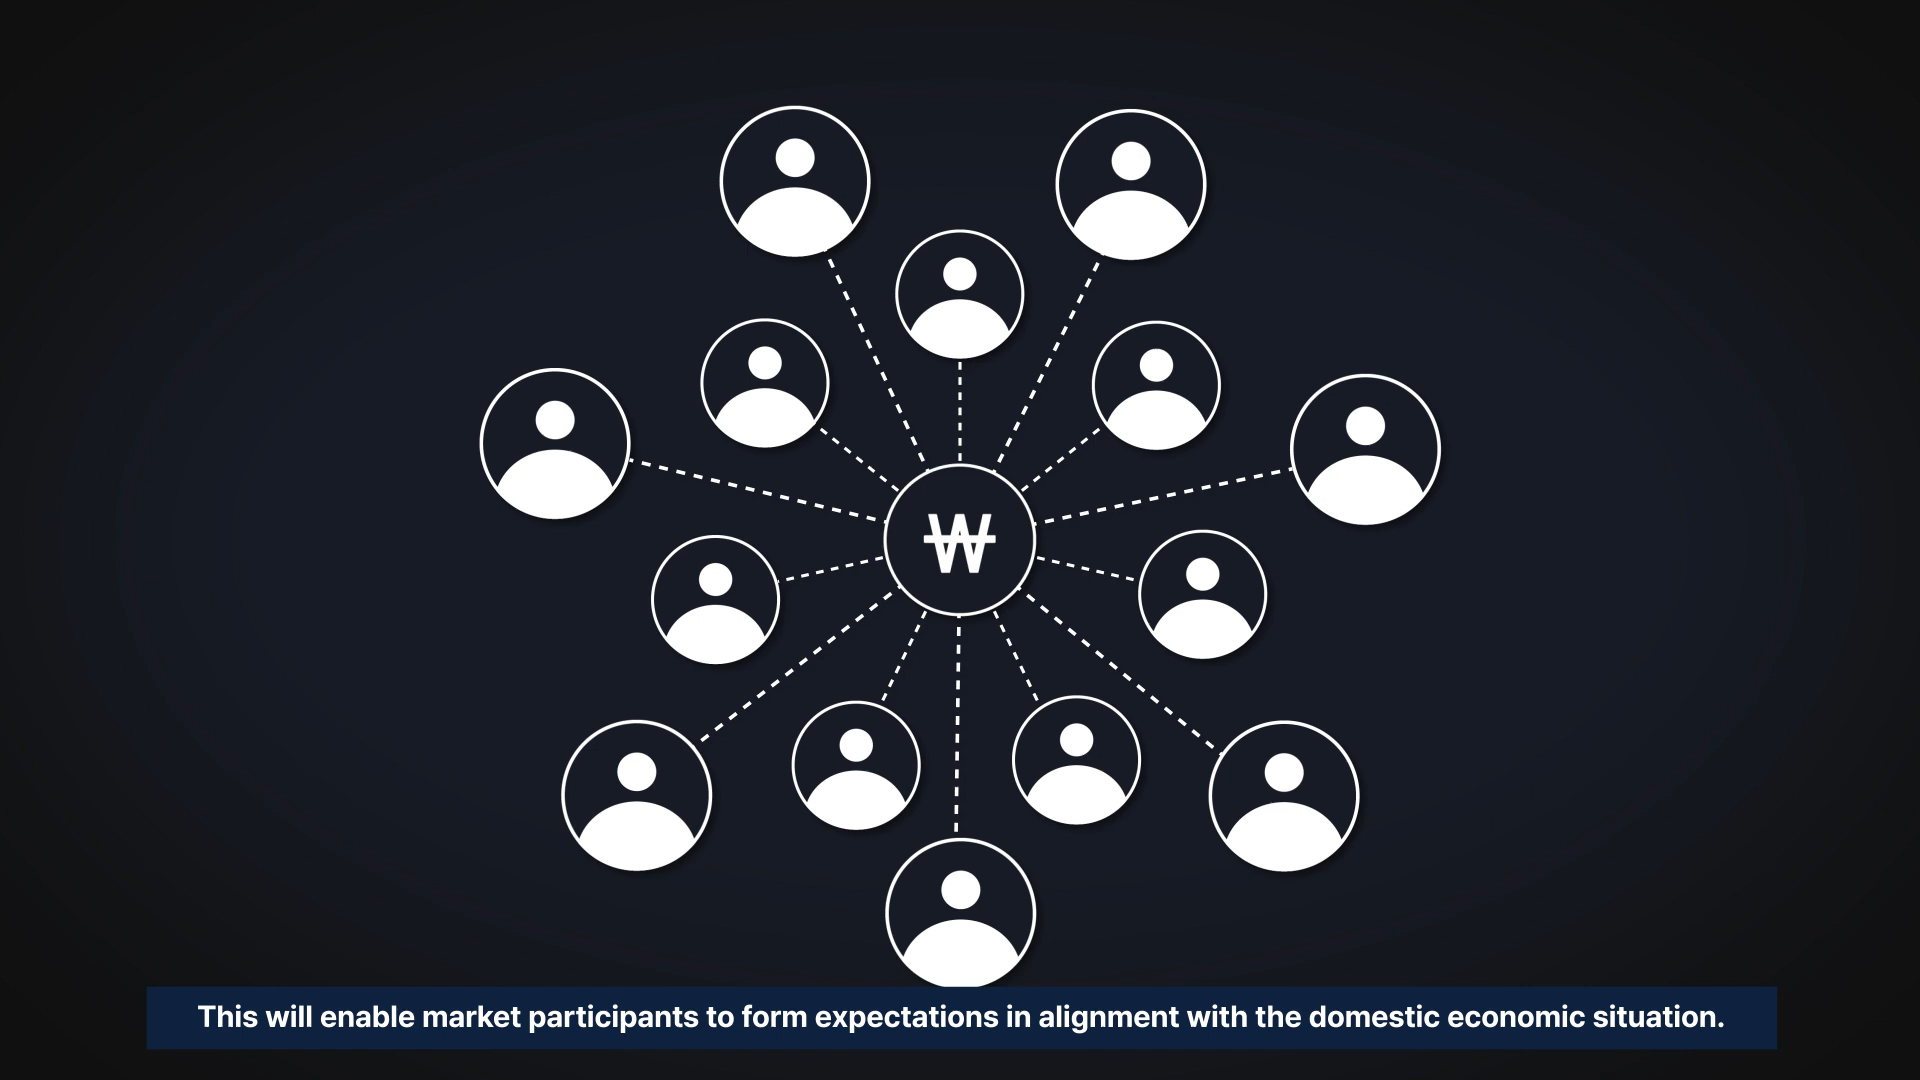 ₩
This will enable market participants to form expectations in alignment with the domestic economic situation.